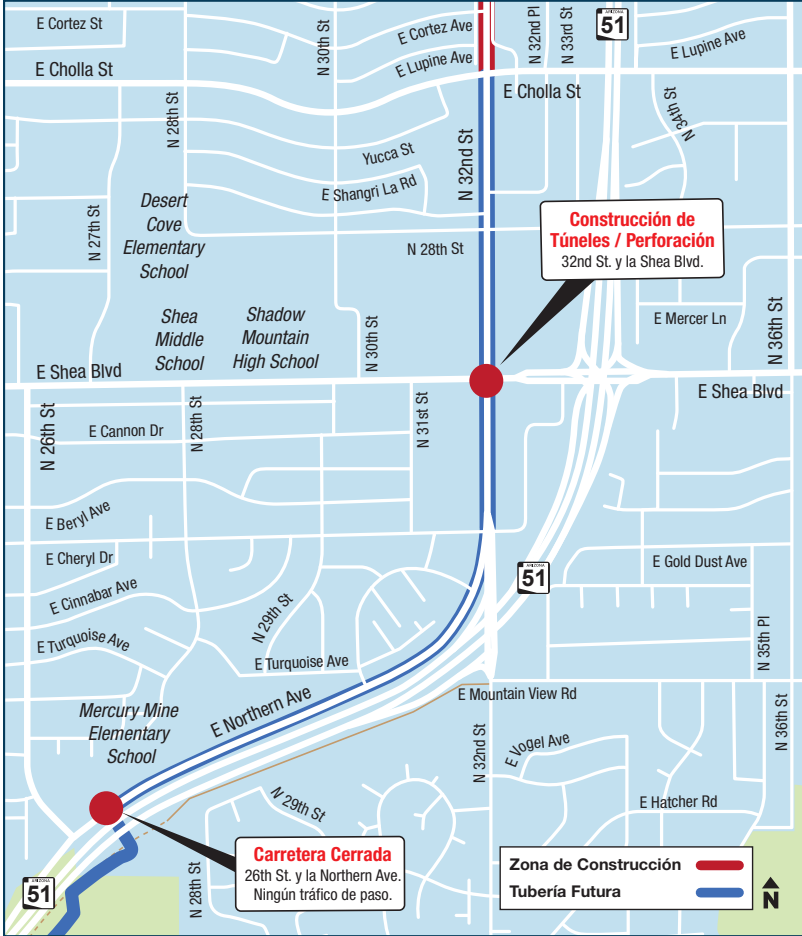 E Cortez St
N 30th St
E Cortez Ave
E Lupine Ave
N 32nd Pl
N 33rd St
ARIZONA
51
E Lupine Ave
E Cholla St
E Cholla St
N 28th St
N 34th St
Yucca St
E Shangri La Rd
N 32nd St
N 27th St
Desert
Cove
Elementary
School
N 28th St
Construcción de
Túneles / Perforación
32nd St. y la Shea Blvd.
Shea
Middle
School
Shadow
Mountain
High School
N 30th St
E Mercer Ln
N 36th St
E Shea Blvd
E Shea Blvd
N 26th St
E Cannon Dr
N 28th St
N 31st St
E Beryl Ave
E Cheryl Dr
E Cinnabar Ave
E Turquoise Ave
N 29th St
E Turquoise Ave
ARIZONA
51
E Gold Dust Ave
N 35th Pl
Mercury Mine
Elementary
School
E Northern Ave
E Mountain View Rd
N 32nd St
E Vogel Ave
N 36th St
E Hatcher Rd
N 29th St
N 28th St
Carretera Cerrada
26th St. y la Northern Ave.
Ningún tráfico de paso.
ARIZONA
51
Zona de Construcción
Tubería Futura
N